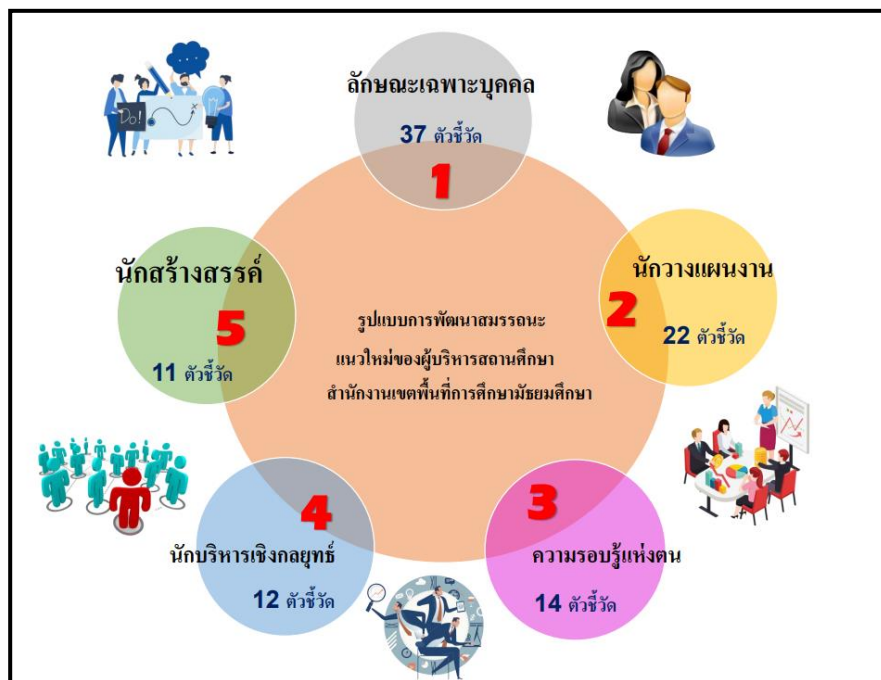 ลักษณะเฉพาะบุคคล
37 ตัวชี้วัด
1
นักวางแผนงาน
2
22 ตัวชี้วัด
3
ความรอบรู้แห่งตน
14 ตัวชี้วัด
4
นักบริหารเชิงกลยุทธ์
12 ตัวชี้วัด
นักสร้างสรรค์
5
11 ตัวชี้วัด
รูปแบบการพัฒนาสมรรถนะ
แนวใหม่ของผู้บริหารสถานศึกษา
สำนักงานเขตพื้นที่การศึกษามัธยมศึกษา
Do!